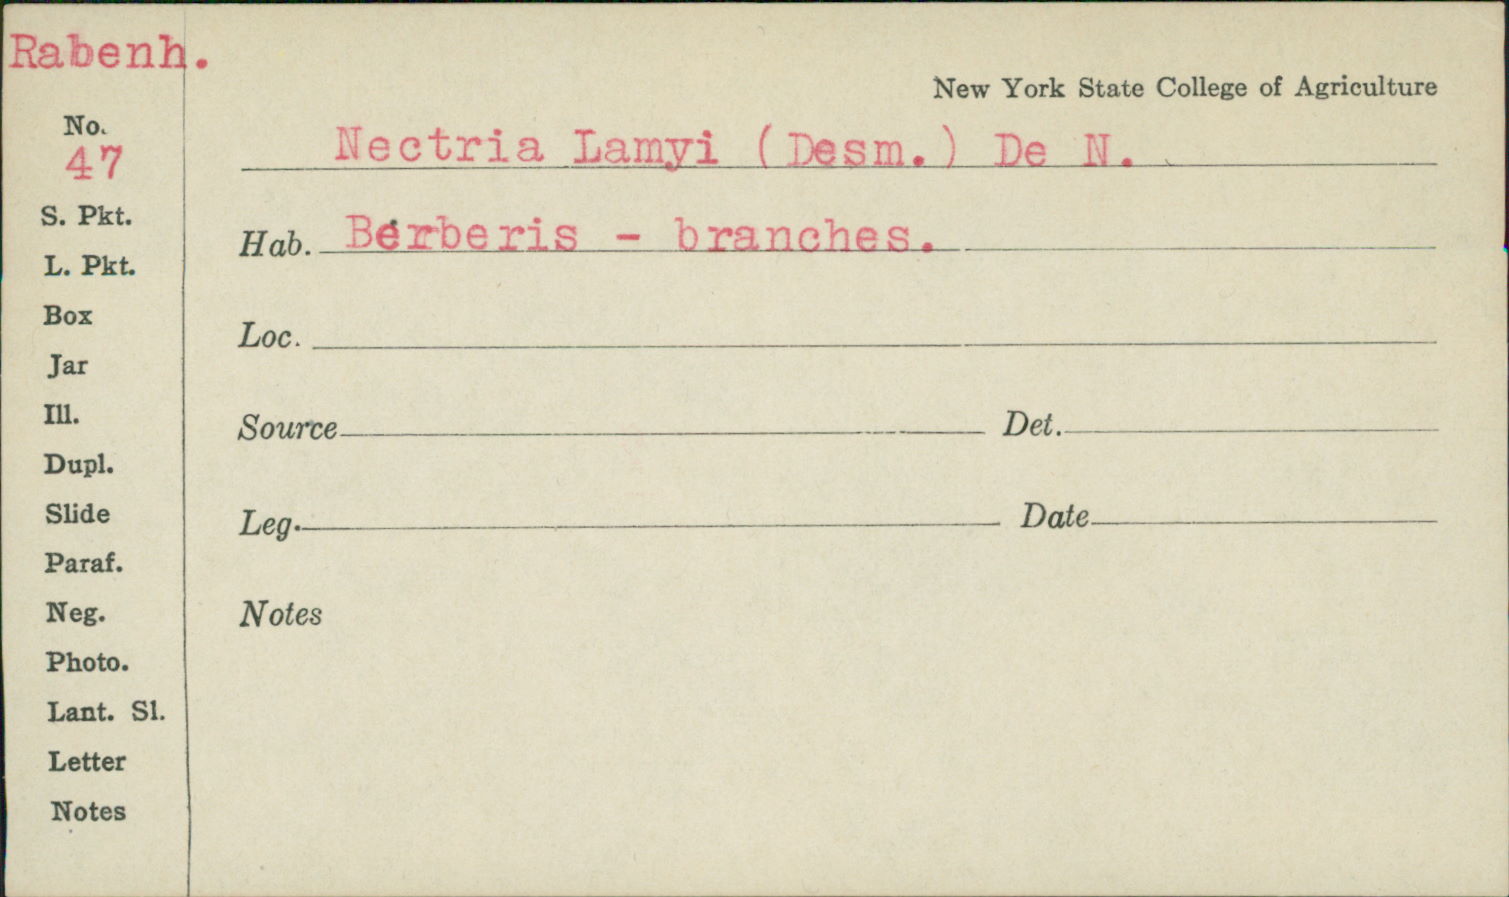 Rabenh.
New York State College of Agriculture
No.
47
Nectria Lamyi (Desm.) De N.
S. Pkt.
Hab. Berberis - branches.
L. Pkt.
Box
Loc.
Jar
Ill.
Source Det.
Dupl.
Slide
Leg. Date
Paraf.
Neg.
Notes
Photo.
Lant. Sl.
Letter
Notes